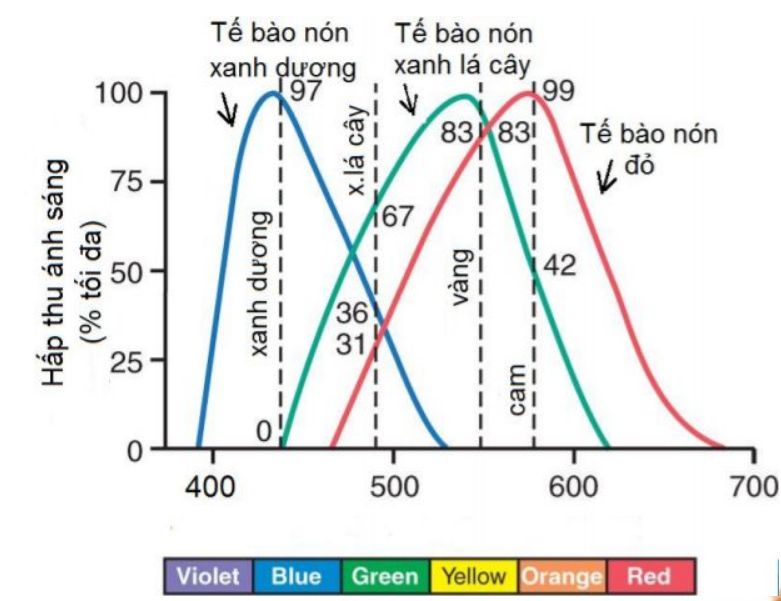 Tế bào nón
xanh dương
Tế bào nón
xanh lá cây
Tế bào nón
đỏ
Hấp thu ánh sáng
(% tối đa)
100
75
50
25
0
97
99
83
83
67
42
36
31
0
xanh dương
x.lá cây
vàng
cam
400
500
600
700
Violet
Blue
Green
Yellow
Orange
Red